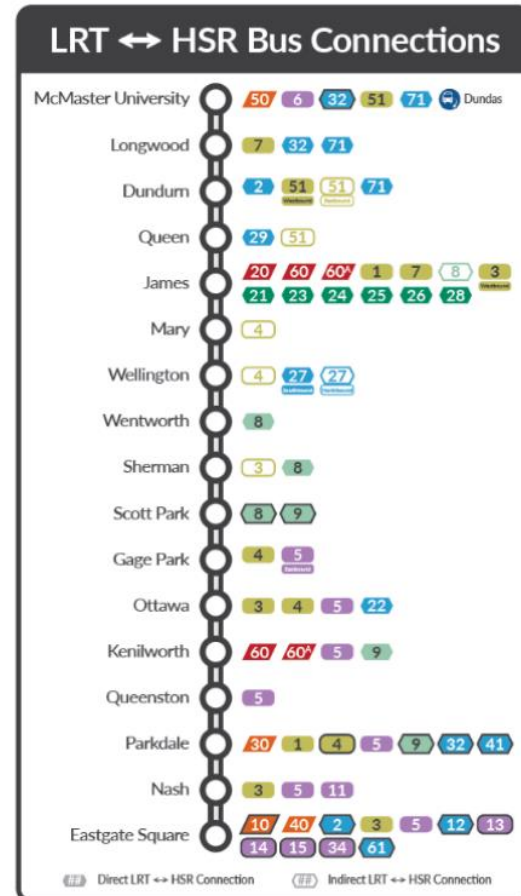 LRT ↔ HSR Bus Connections
McMaster University 50 6 32 51 71 Dundas
Longwood 7 32 71
Dundurn 2 51 51 71
Queen 29 51
James 20 60 60A 1 7 8 3
21 23 24 25 26 28
Mary 4
Wellington 4 27 27
Wentworth 8
Sherman 3 8
Scott Park 8 9
Gage Park 4 5
Ottawa 3 4 5 22
Kenilworth 60 60A 5 9
Queenston 5
Parkdale 30 1 4 5 9 32 41
Nash 3 5 11
Eastgate Square 10 40 2 3 5 12 13
14 15 34 61
## Direct LRT ↔ HSR Connection ## Indirect LRT ↔ HSR Connection